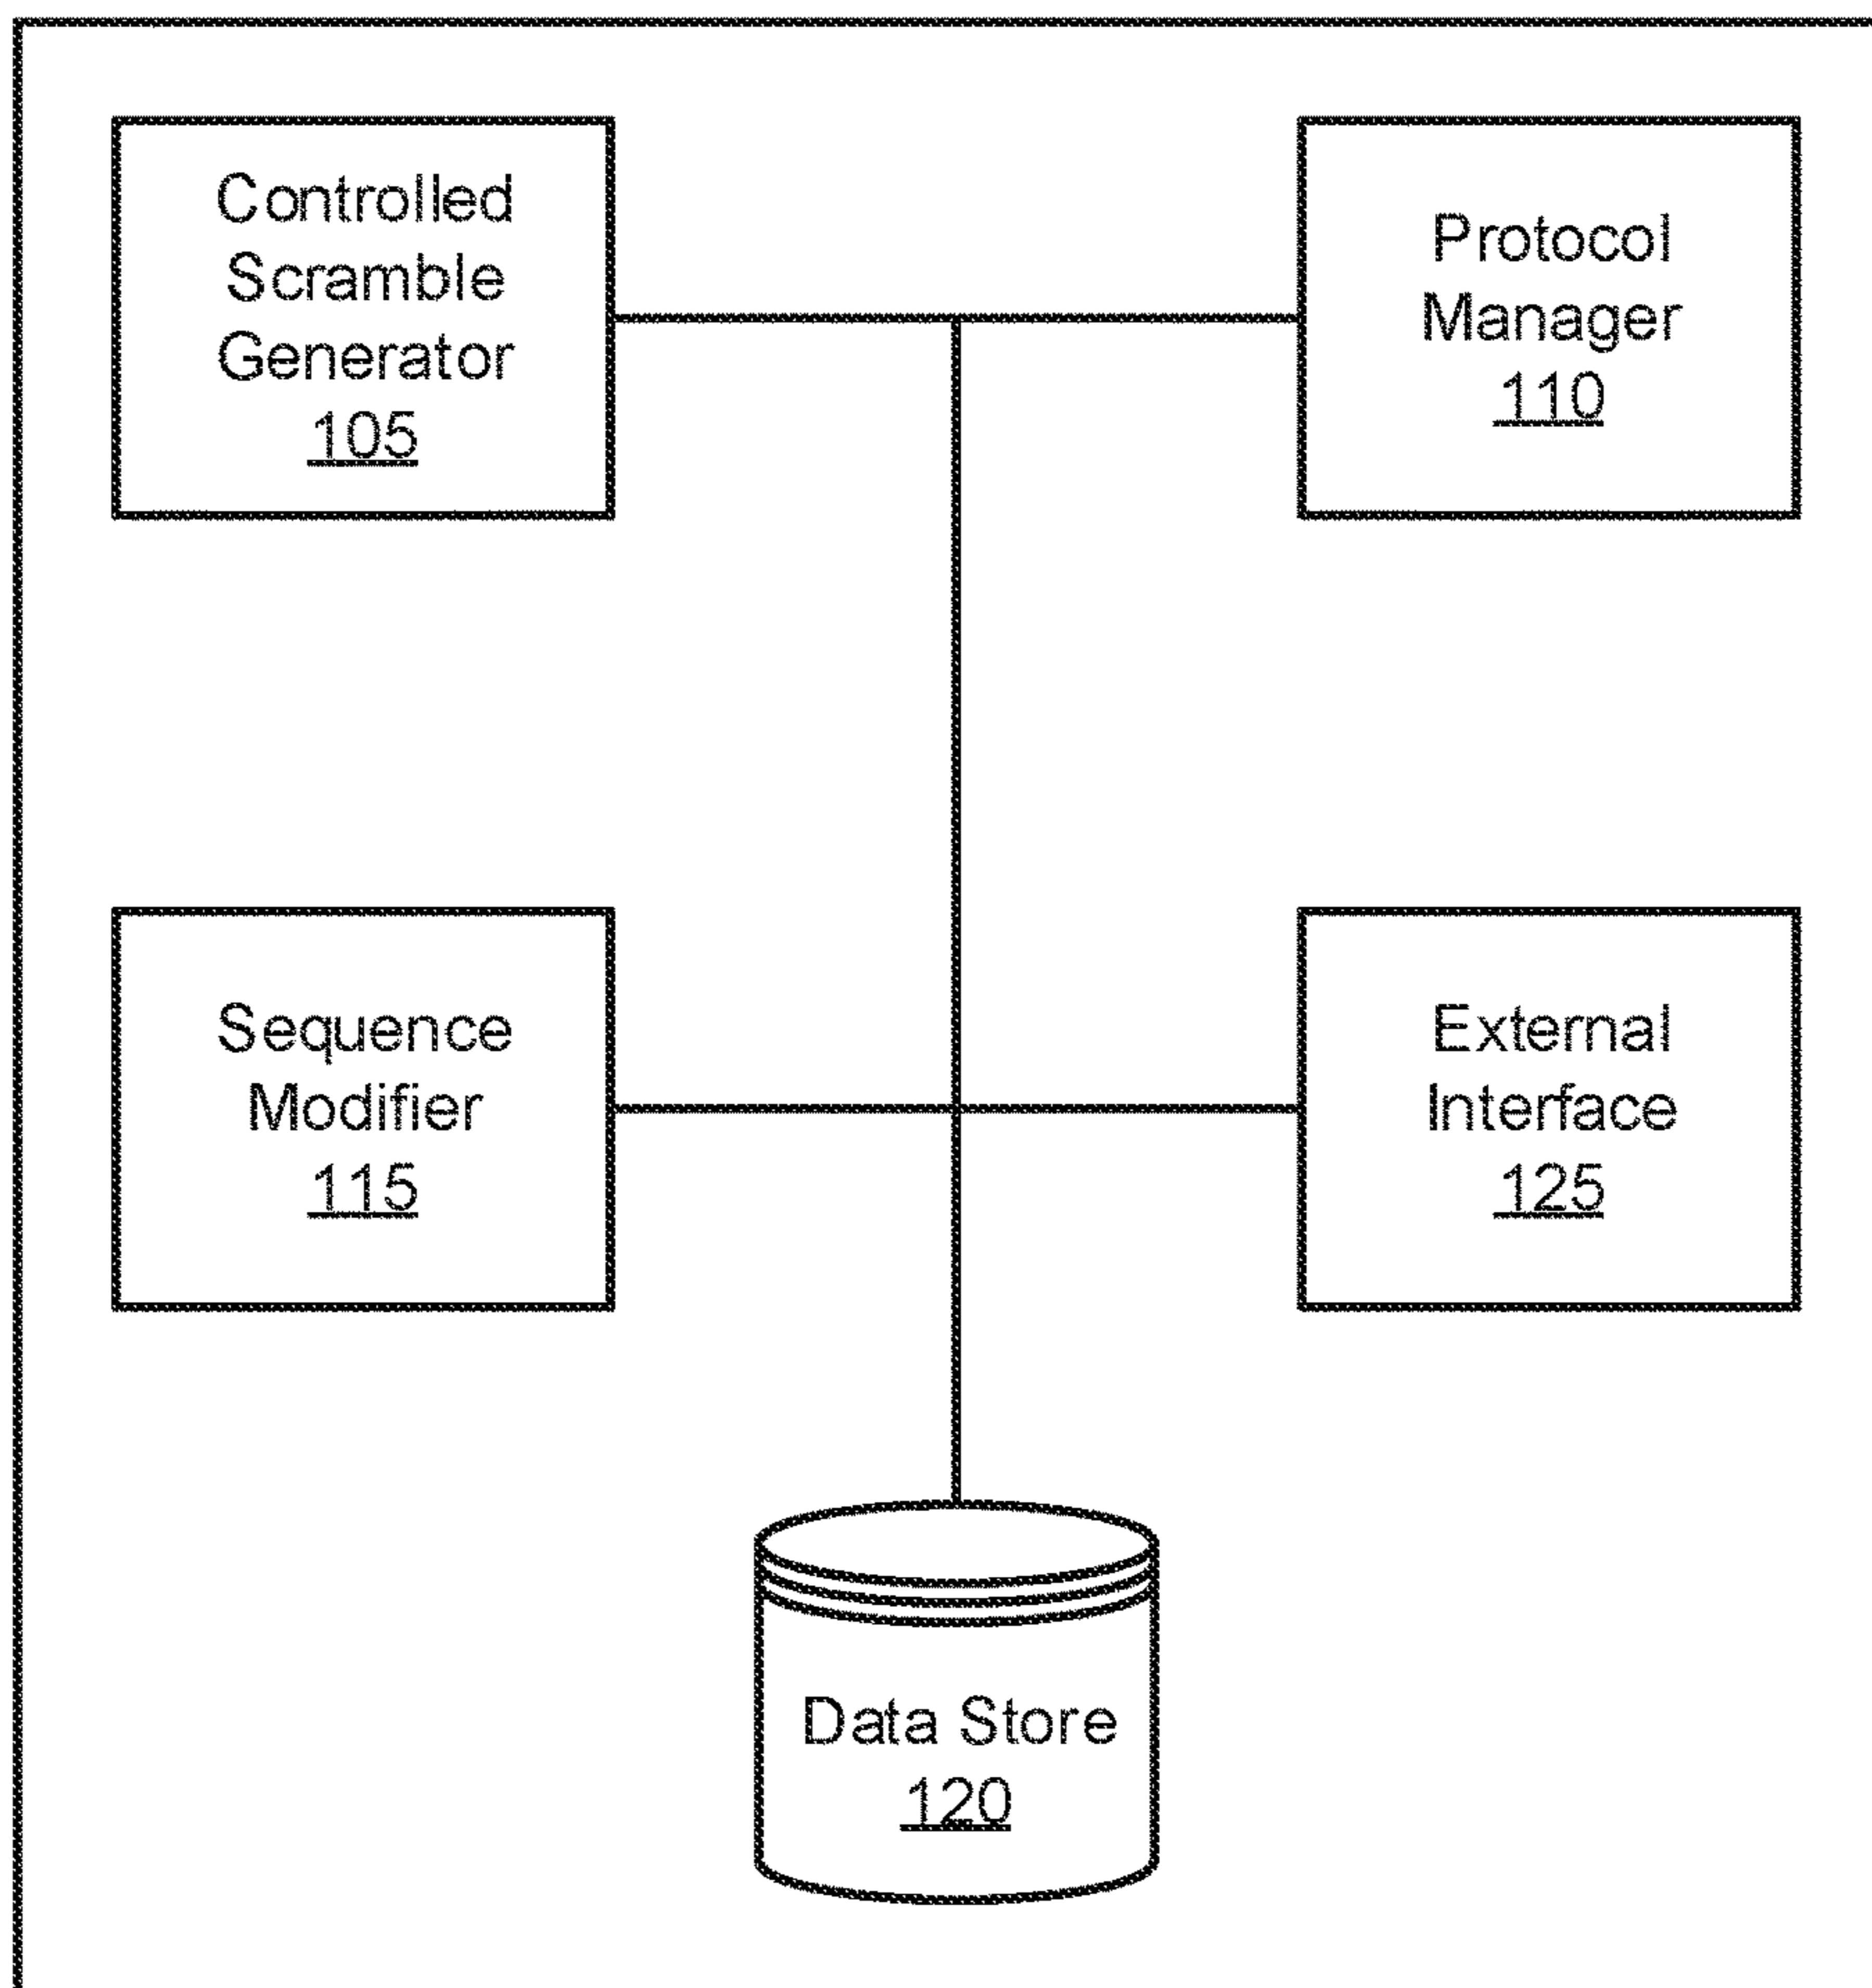 Controlled
Scramble
Generator
105
Protocol
Manager
110
Sequence
Modifier
115
External
Interface
125
Data Store
120